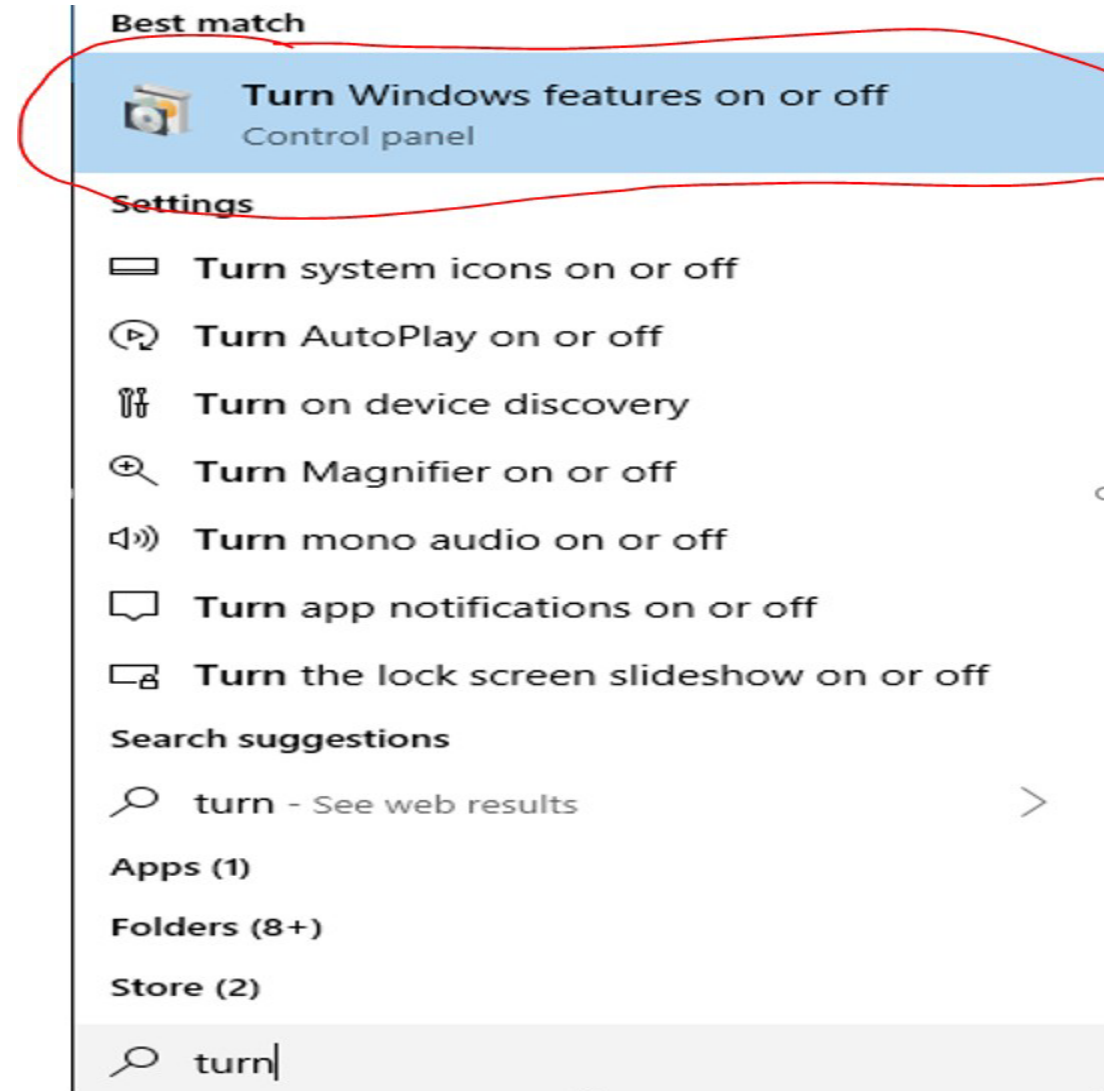 Best match
Turn Windows features on or off
Control panel
Settings
Turn system icons on or off
Turn AutoPlay on or off
Turn on device discovery
Turn Magnifier on or off
Turn mono audio on or off
Turn app notifications on or off
Turn the lock screen slideshow on or off
Search suggestions
turn - See web results
Apps (1)
Folders (8+)
Store (2)
turn